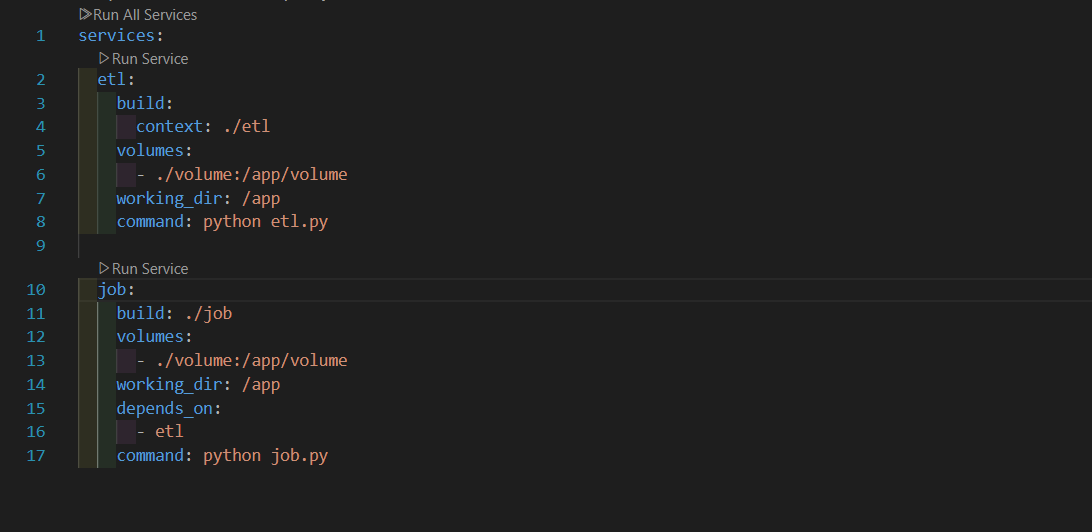 Run All Services
1 services:
Run Service
2   etl:
3     build:
4       context: ./etl
5     volumes:
6       - ./volume:/app/volume
7     working_dir: /app
8     command: python etl.py
9
Run Service
10   job:
11     build: ./job
12     volumes:
13       - ./volume:/app/volume
14     working_dir: /app
15     depends_on:
16       - etl
17     command: python job.py